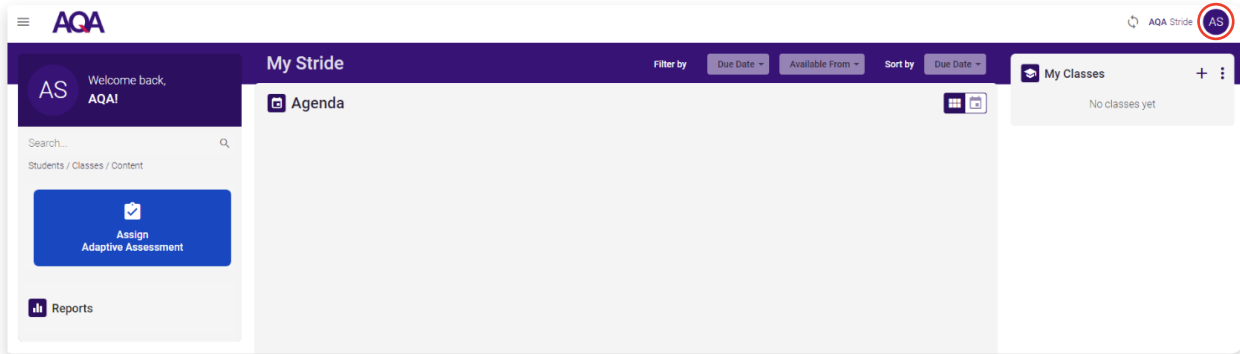 AQA
AQA Stride AS
AS
Welcome back,
AQA!
Search...
Students / Classes / Content
Assign
Adaptive Assessment
Reports
My Stride
Filter by Due Date Available From Sort by Due Date
Agenda
My Classes
No classes yet